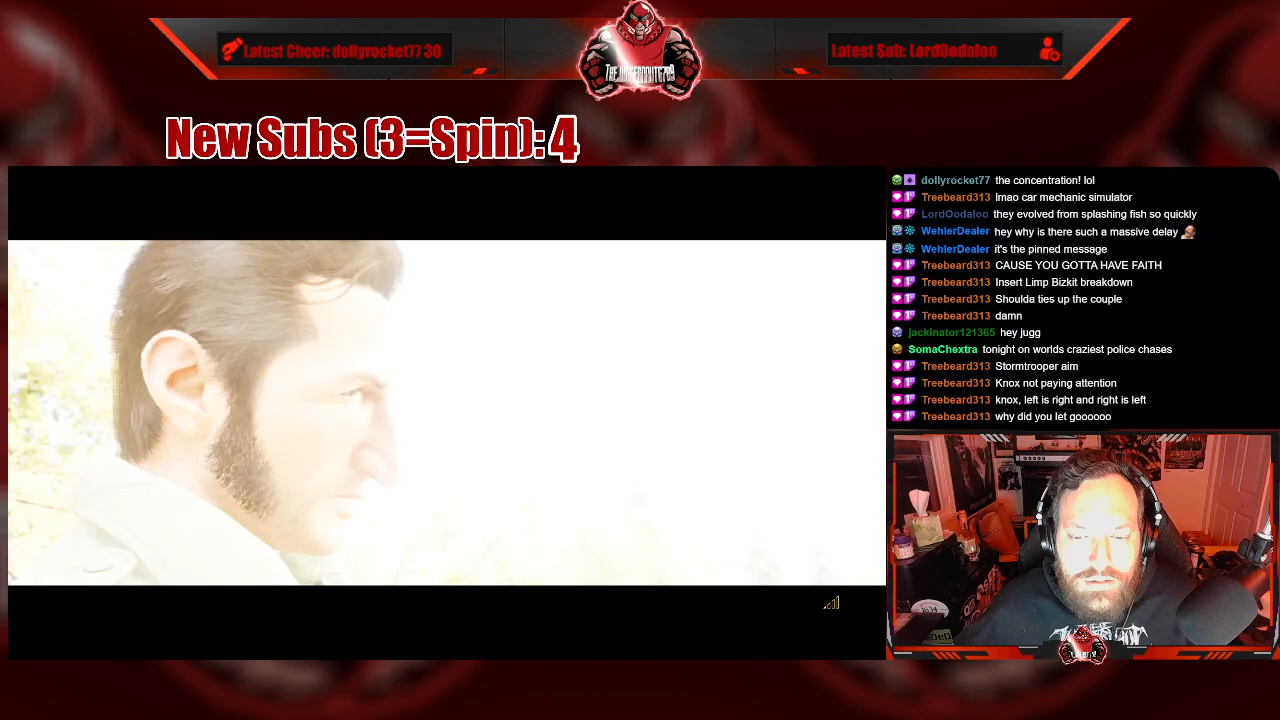 Latest Cheer: dollyrocket77 30
THE JUGGERNAUT789
Latest Sub: LordOodaloo
New Subs (3=Spin): 4
dollyrocket77 the concentration! lol
Treebeard313 lmao car mechanic simulator
LordOodaloo they evolved from splashing fish so quickly
WehlerDealer hey why is there such a massive delay
WehlerDealer it's the pinned message
Treebeard313 CAUSE YOU GOTTA HAVE FAITH
Treebeard313 Insert Limp Bizkit breakdown
Treebeard313 Shoulda ties up the couple
Treebeard313 damn
jackinator121365 hey jugg
SomaChextra tonight on worlds craziest police chases
Treebeard313 Stormtrooper aim
Treebeard313 Knox not paying attention
Treebeard313 knox, left is right and right is left
Treebeard313 why did you let goooooo